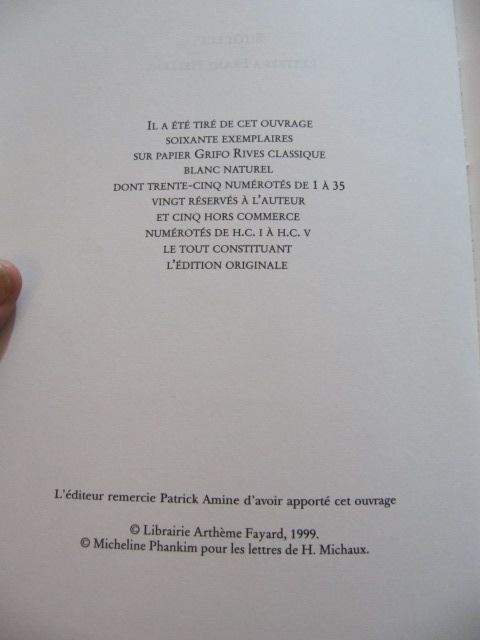 IL A ÉTÉ TIRÉ DE CET OUVRAGE
SOIXANTE EXEMPLAIRES
SUR PAPIER GRIFO RIVES CLASSIQUE
BLANC NATUREL
DONT TRENTE-CINQ NUMÉROTÉS DE 1 À 35
VINGT RÉSERVÉS À L'AUTEUR
ET CINQ HORS COMMERCE
NUMÉROTÉS DE H.C. I À H.C. V
LE TOUT CONSTITUANT
L'ÉDITION ORIGINALE
L'éditeur remercie Patrick Amine d'avoir apporté cet ouvrage
© Librairie Arthème Fayard, 1999.
© Micheline Phankim pour les lettres de H. Michaux.